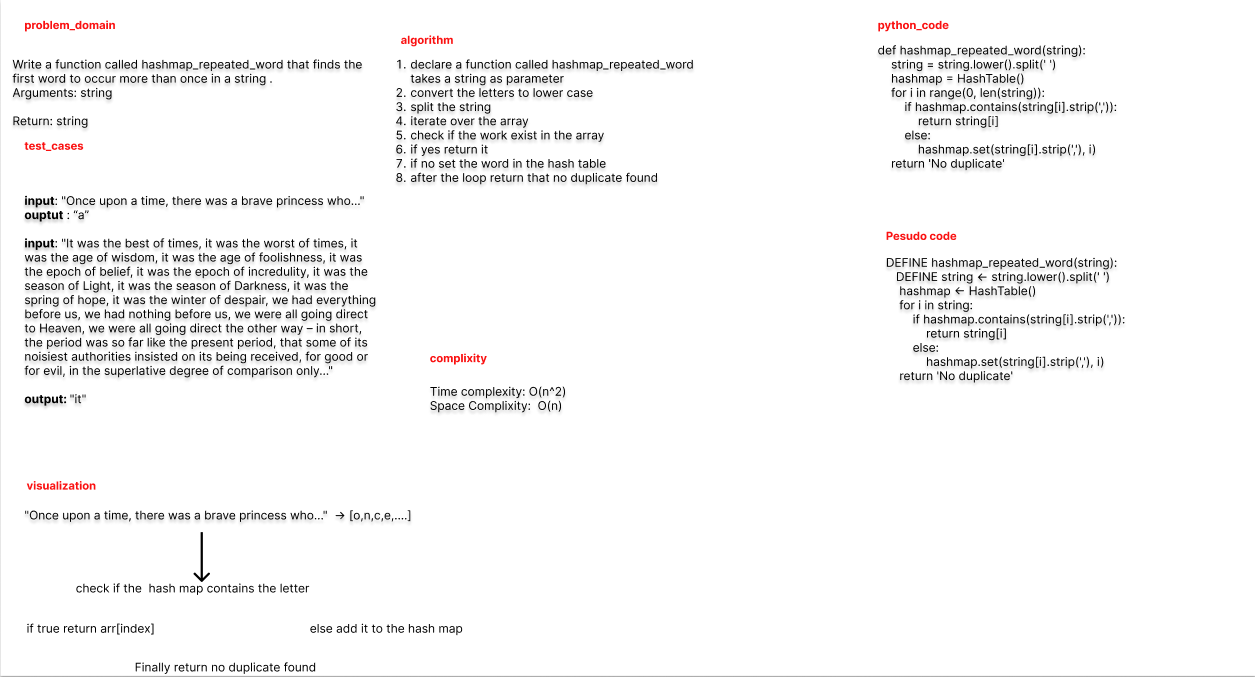 problem_domain
Write a function called hashmap_repeated_word that finds the
first word to occur more than once in a string .
Arguments: string
Return: string
test_cases
input: "Once upon a time, there was a brave princess who..."
ouptut : “a”
input: "It was the best of times, it was the worst of times, it
was the age of wisdom, it was the age of foolishness, it was
the epoch of belief, it was the epoch of incredulity, it was the
season of Light, it was the season of Darkness, it was the
spring of hope, it was the winter of despair, we had everything
before us, we had nothing before us, we were all going direct
to Heaven, we were all going direct the other way – in short,
the period was so far like the present period, that some of its
noisiest authorities insisted on its being received, for good or
for evil, in the superlative degree of comparison only..."
output: "it"
algorithm
1. declare a function called hashmap_repeated_word
takes a string as parameter
2. convert the letters to lower case
3. split the string
4. iterate over the array
5. check if the work exist in the array
6. if yes return it
7. if no set the word in the hash table
8. after the loop return that no duplicate found
complixity
Time complexity: O(n^2)
Space Complixity:  O(n)
python_code
def hashmap_repeated_word(string):
    string = string.lower().split(' ')
    hashmap = HashTable()
    for i in range(0, len(string)):
        if hashmap.contains(string[i].strip(',')):
            return string[i]
        else:
            hashmap.set(string[i].strip(','), i)
    return 'No duplicate'
Pesudo code
DEFINE hashmap_repeated_word(string):
   DEFINE string ← string.lower().split(' ')
    hashmap ← HashTable()
    for i in string:
        if hashmap.contains(string[i].strip(',')):
            return string[i]
        else:
            hashmap.set(string[i].strip(','), i)
    return 'No duplicate'
visualization
"Once upon a time, there was a brave princess who..."  → [o,n,c,e,....]
check if the  hash map contains the letter
if true return arr[index]
else add it to the hash map
Finally return no duplicate found